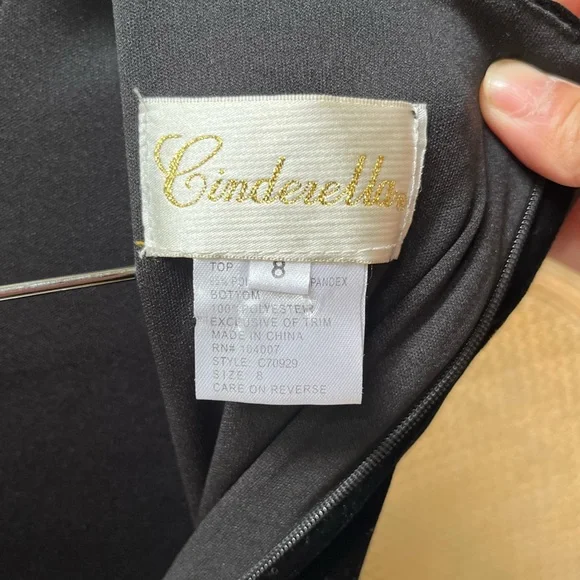 Cinderella
8
TOP
BOTYOM
100% POLYESTER
EXCLUSIVE OF TRIM
MADE IN CHINA
RN# 104007
STYLE: C70929
SIZE: 8
CARE ON REVERSE